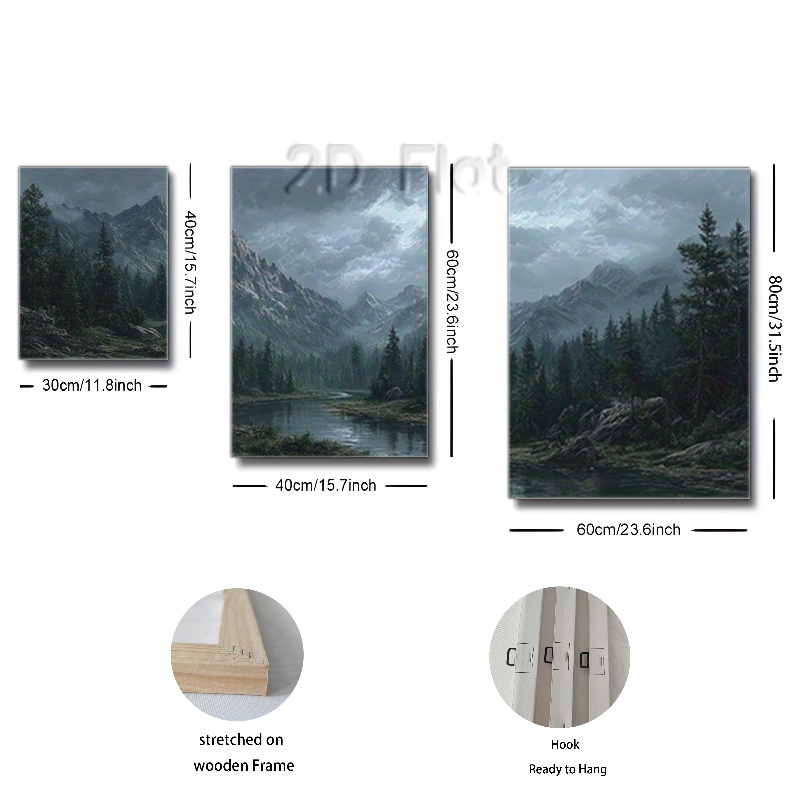 2D Flat
40cm/15.7inch
30cm/11.8inch
60cm/23.6inch
40cm/15.7inch
80cm/31.5inch
60cm/23.6inch
stretched on
wooden Frame
Hook
Ready to Hang